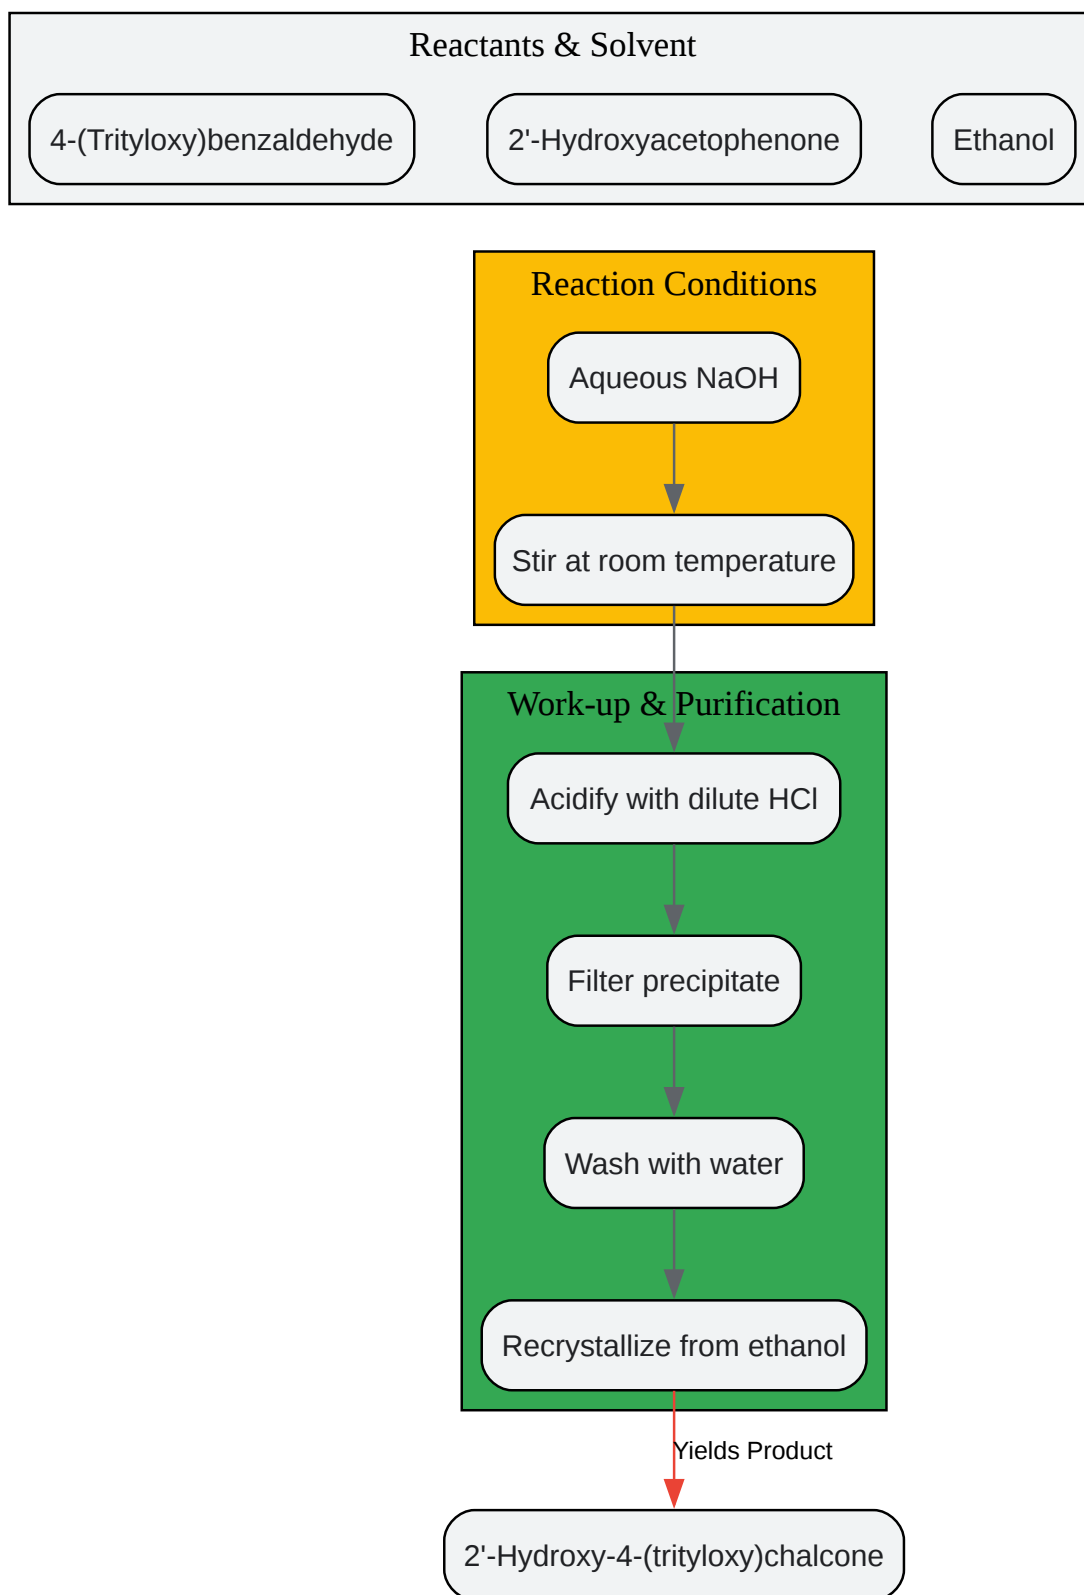 Reactants & Solvent
4-(Trityloxy)benzaldehyde
2'-Hydroxyacetophenone
Ethanol
Reaction Conditions
Aqueous NaOH
Stir at room temperature
Work-up & Purification
Acidify with dilute HCl
Filter precipitate
Wash with water
Recrystallize from ethanol
Yields Product
2'-Hydroxy-4-(trityloxy)chalcone